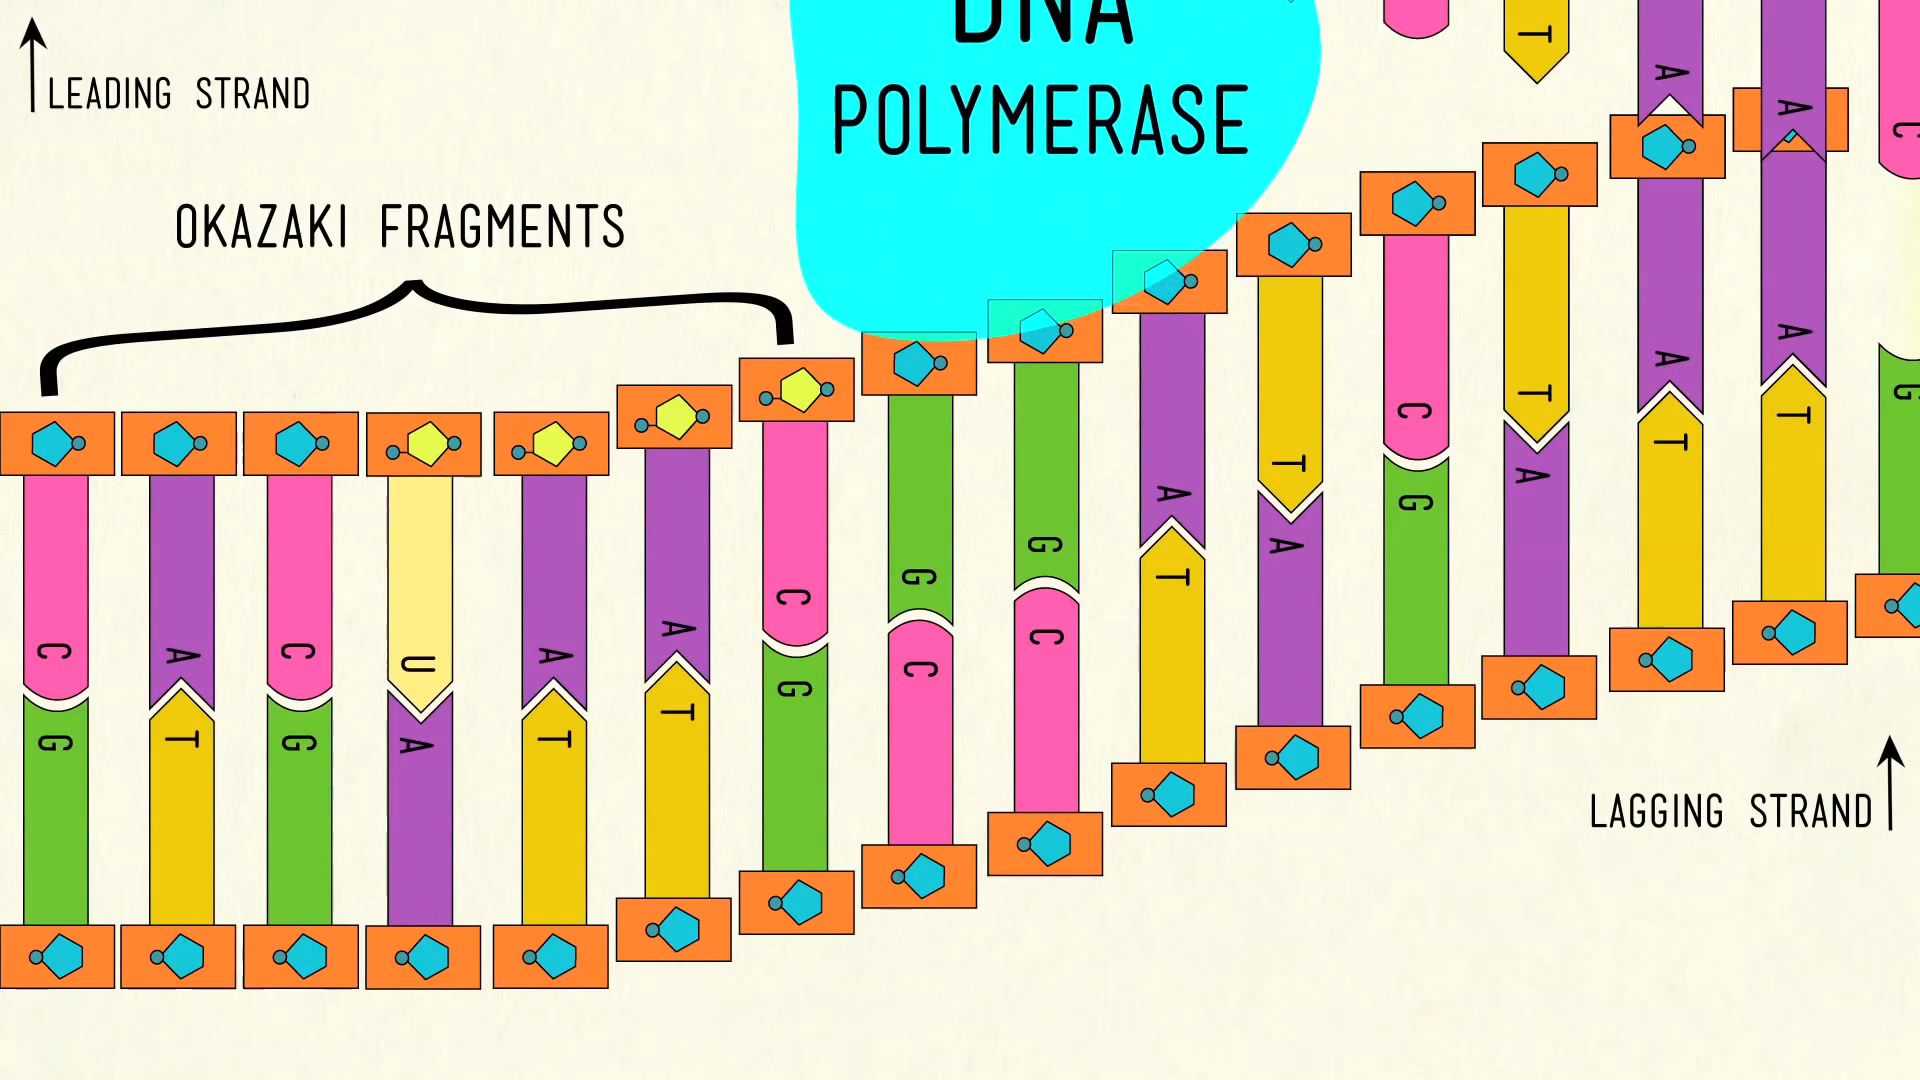 LEADING STRAND
DNA
POLYMERASE
OKAZAKI FRAGMENTS
T A A C
C A C U A A C G G A T C T A A
G T G A T T G C C T A G A T T G
LAGGING STRAND